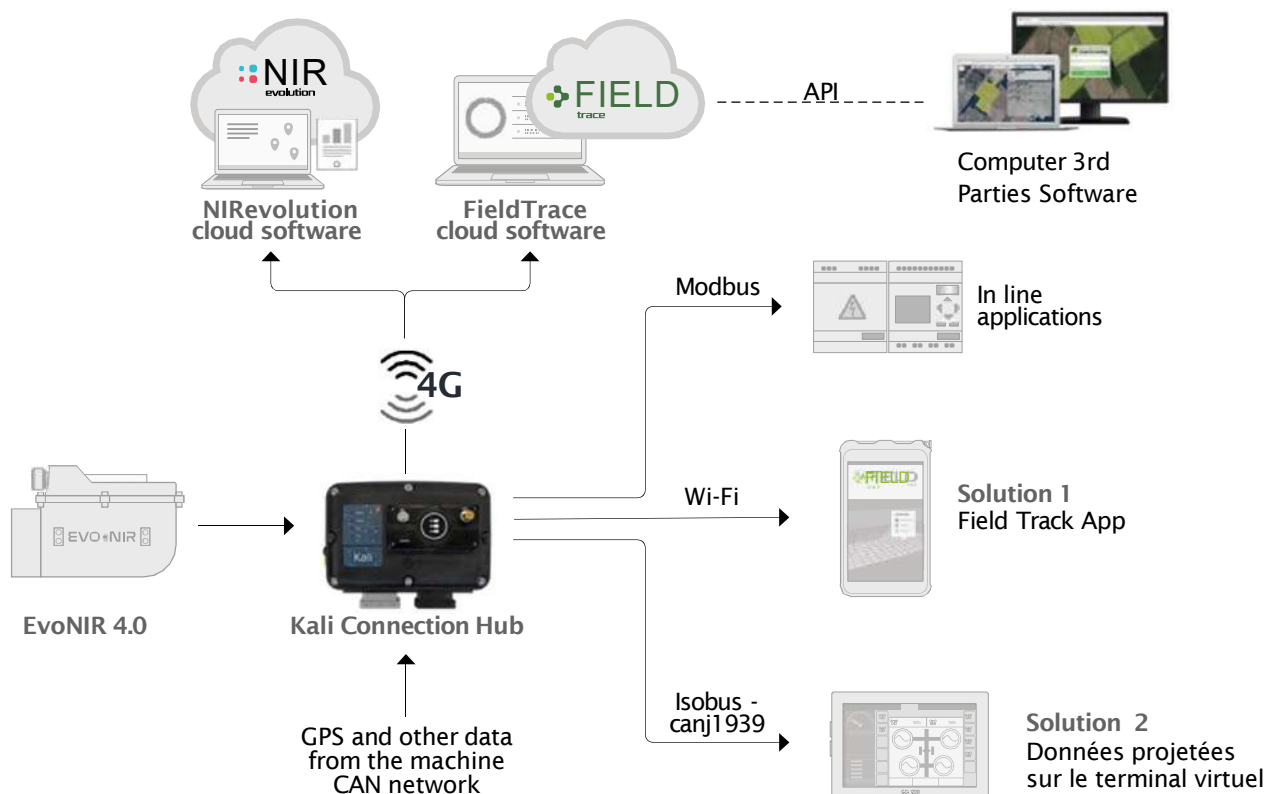 NIR
evolution
FIELD
trace
API
Computer 3rd
Parties Software
NIRevolution
cloud software
FieldTrace
cloud software
Modbus
In line
applications
4G
Wi-Fi
FIELD
Solution 1
Field Track App
EVO NIR
Kali
EvoNIR 4.0
Kali Connection Hub
Isobus -
canj1939
GPS and other data
from the machine
CAN network
Solution 2
Données projetées
sur le terminal virtuel